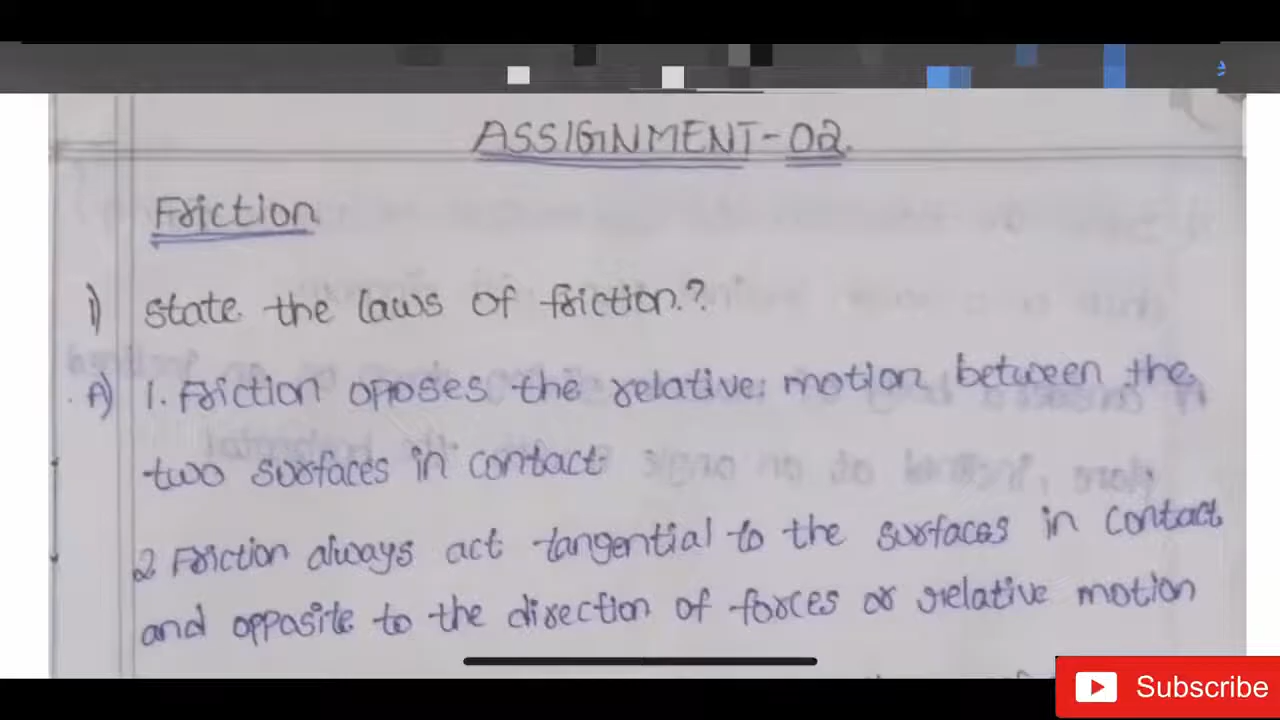 ASSIGNMENT-02.
Friction
1) state the laws of friction.?
A) 1. Friction opposes the relative motion between the
two surfaces in contact
2 Friction always act tangential to the surfaces in contact
and opposite to the direction of forces or relative motion
Subscribe